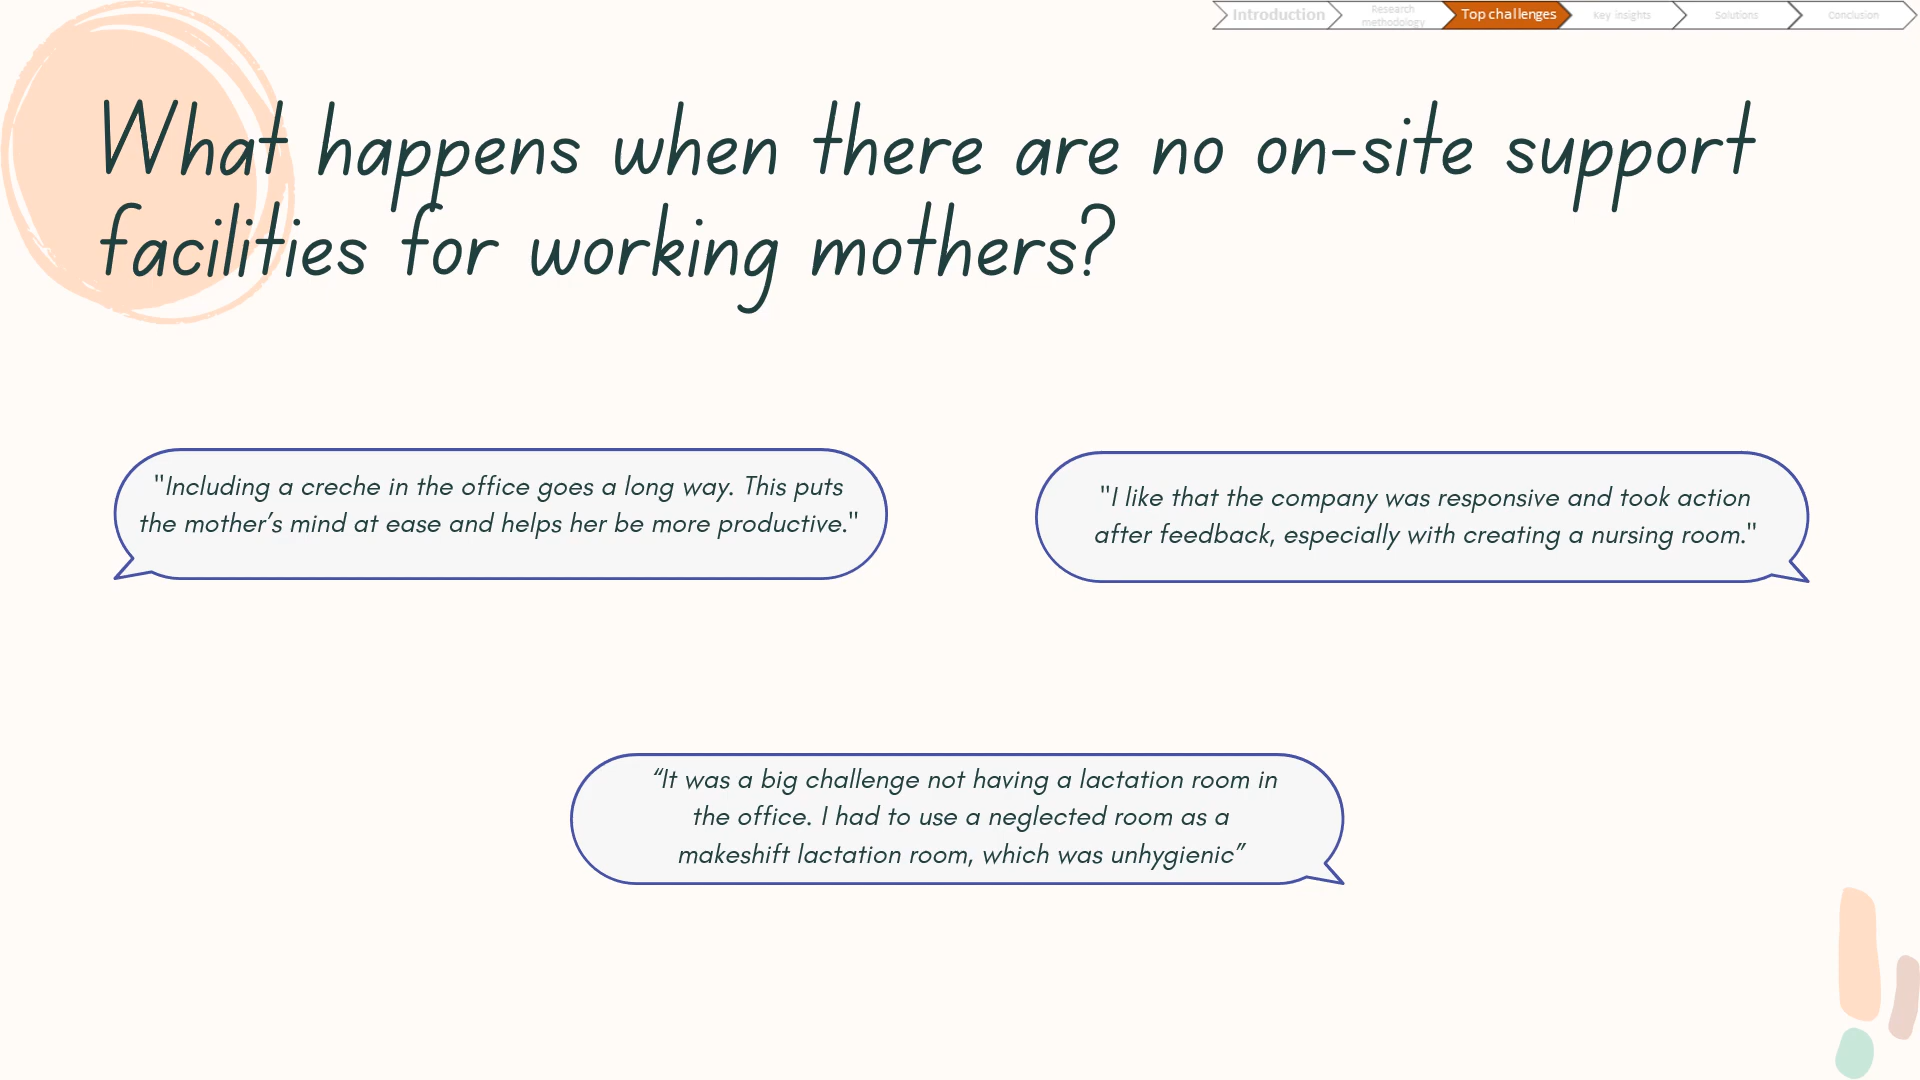 Introduction
Research
methodology
Top challenges
Key insights
Solutions
Conclusion
What happens when there are no on-site support
facilities for working mothers?
"Including a creche in the office goes a long way. This puts
the mother's mind at ease and helps her be more productive."
"I like that the company was responsive and took action
after feedback, especially with creating a nursing room."
“It was a big challenge not having a lactation room in
the office. I had to use a neglected room as a
makeshift lactation room, which was unhygienic”